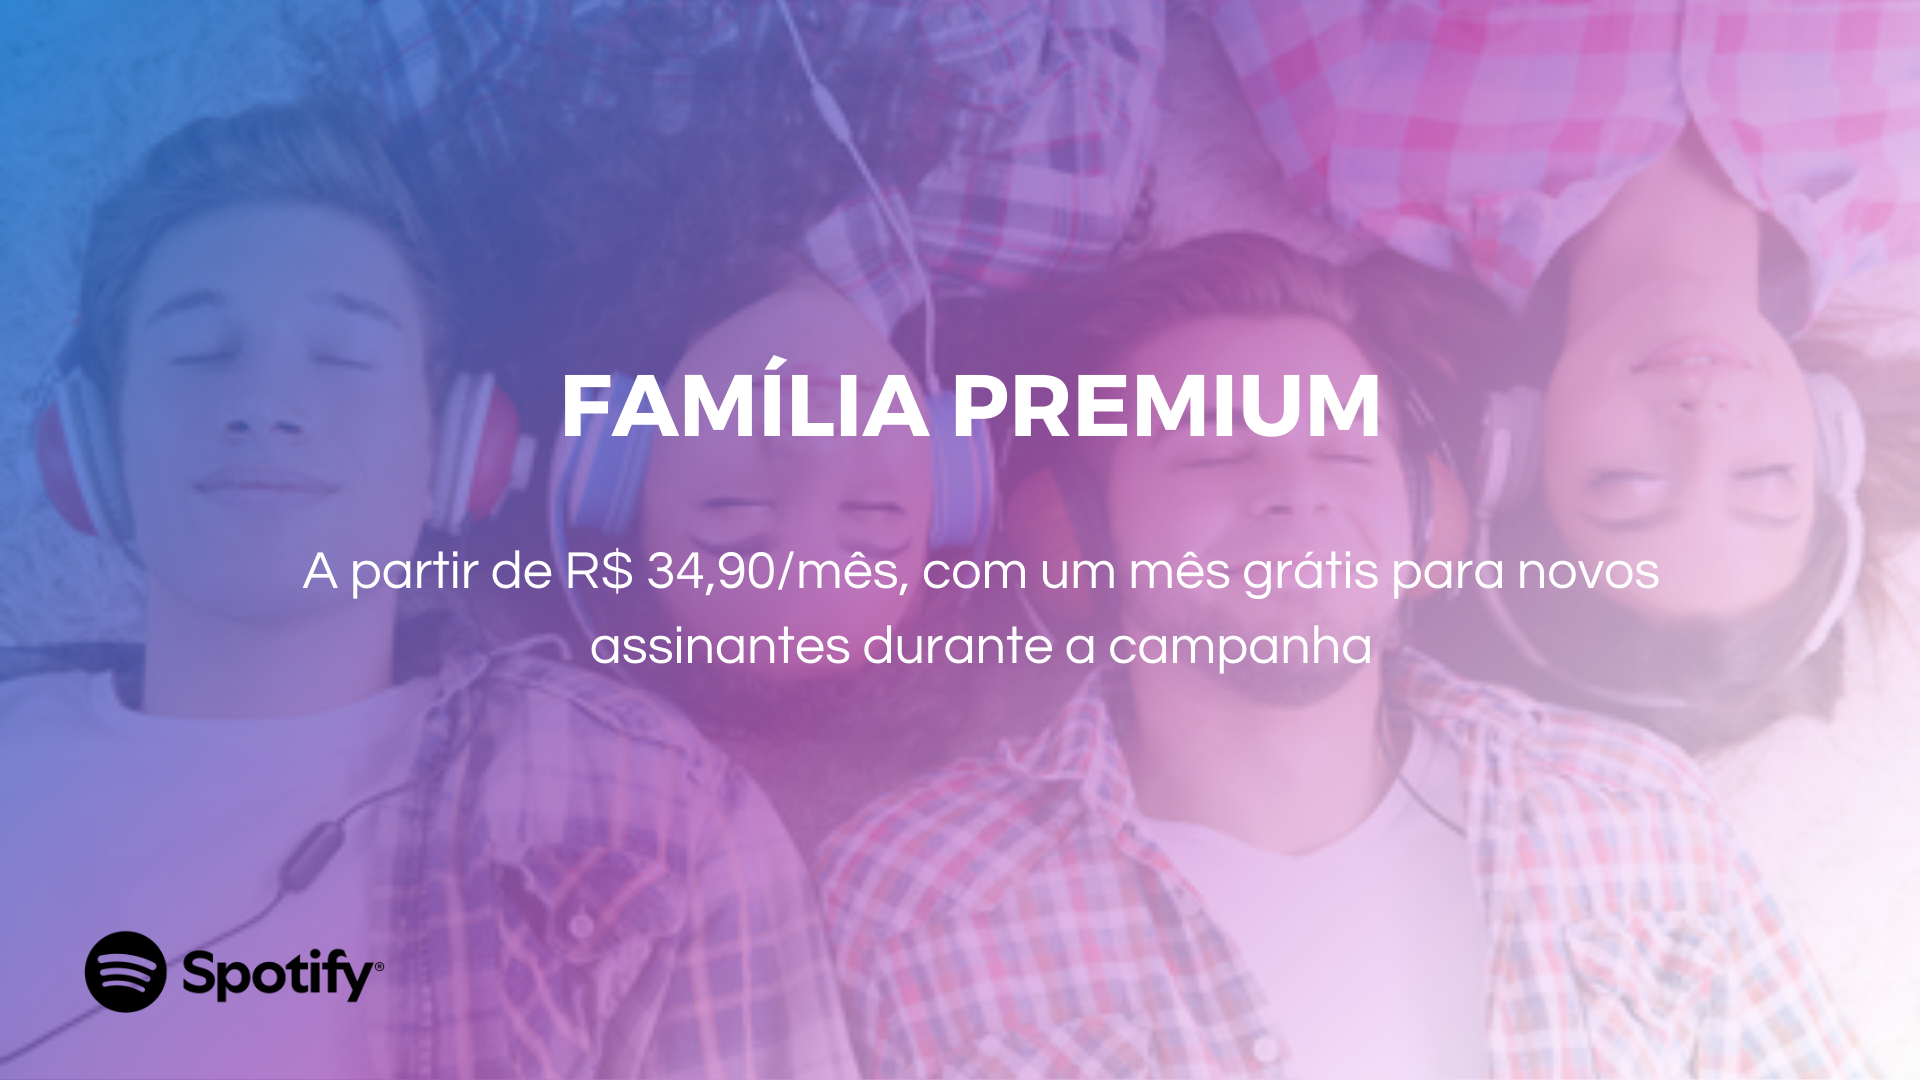 FAMÍLIA PREMIUM
A partir de R$ 34,90/mês, com um mês grátis para novos
assinantes durante a campanha
Spotify®